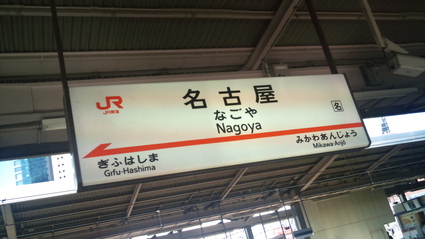 JR
JR東海
名古屋
なごや
Nagoya
名
ぎふはしま
Gifu-Hashima
みかわあんじょう
Mikawa-Anjō